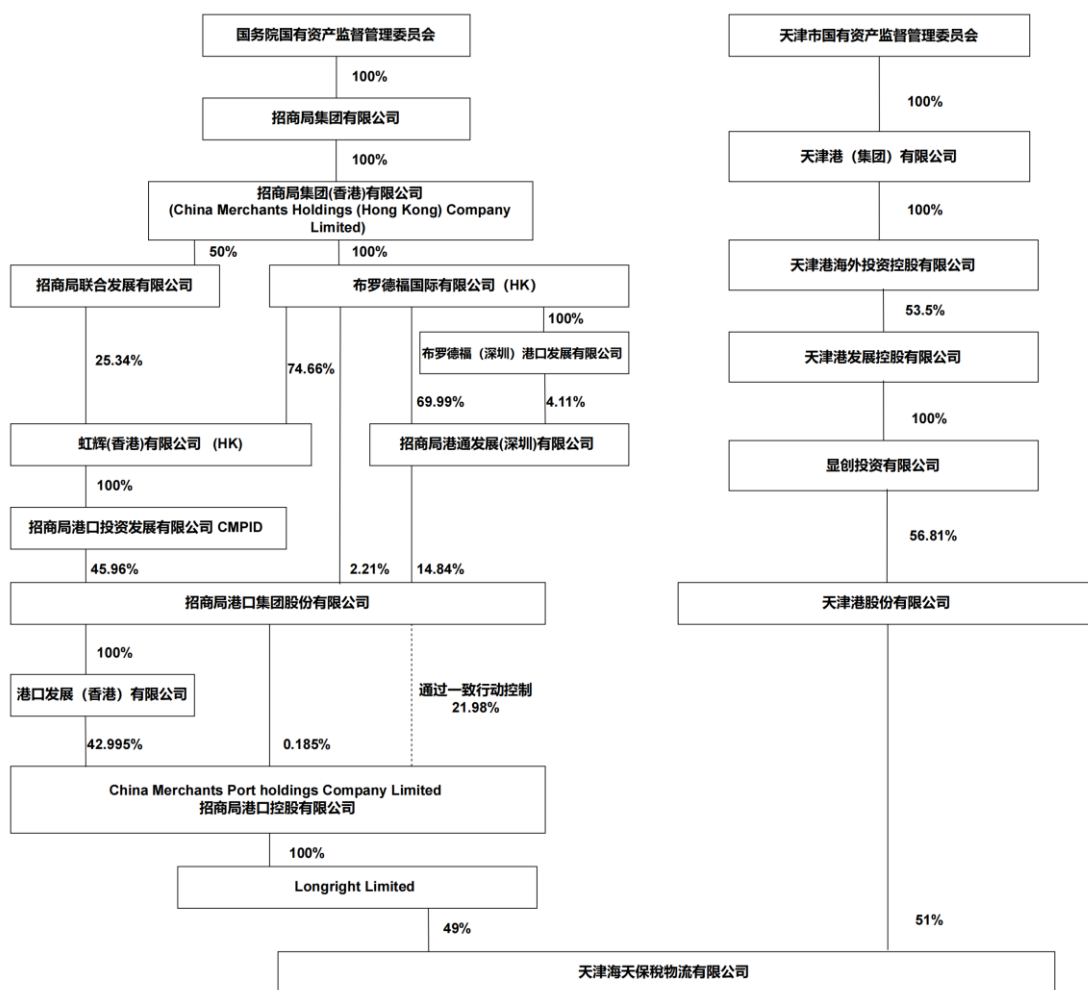 国务院国有资产监督管理委员会
天津市国有资产监督管理委员会
100%
100%
招商局集团有限公司
天津港（集团）有限公司
100%
100%
招商局集团(香港)有限公司
(China Merchants Holdings (Hong Kong) Company
Limited)
50%
100%
天津港海外投资控股有限公司
招商局联合发展有限公司
布罗德福国际有限公司（HK）
53.5%
100%
布罗德福（深圳）港口发展有限公司
天津港发展控股有限公司
25.34%
74.66%
69.99%
4.11%
100%
虹辉(香港)有限公司 (HK)
招商局港通发展(深圳)有限公司
显创投资有限公司
100%
招商局港口投资发展有限公司 CMPID
56.81%
45.96%
2.21%
14.84%
招商局港口集团股份有限公司
天津港股份有限公司
100%
港口发展（香港）有限公司
通过一致行动控制
21.98%
42.995%
0.185%
China Merchants Port holdings Company Limited
招商局港口控股有限公司
100%
Longright Limited
49%
51%
天津海天保税物流有限公司